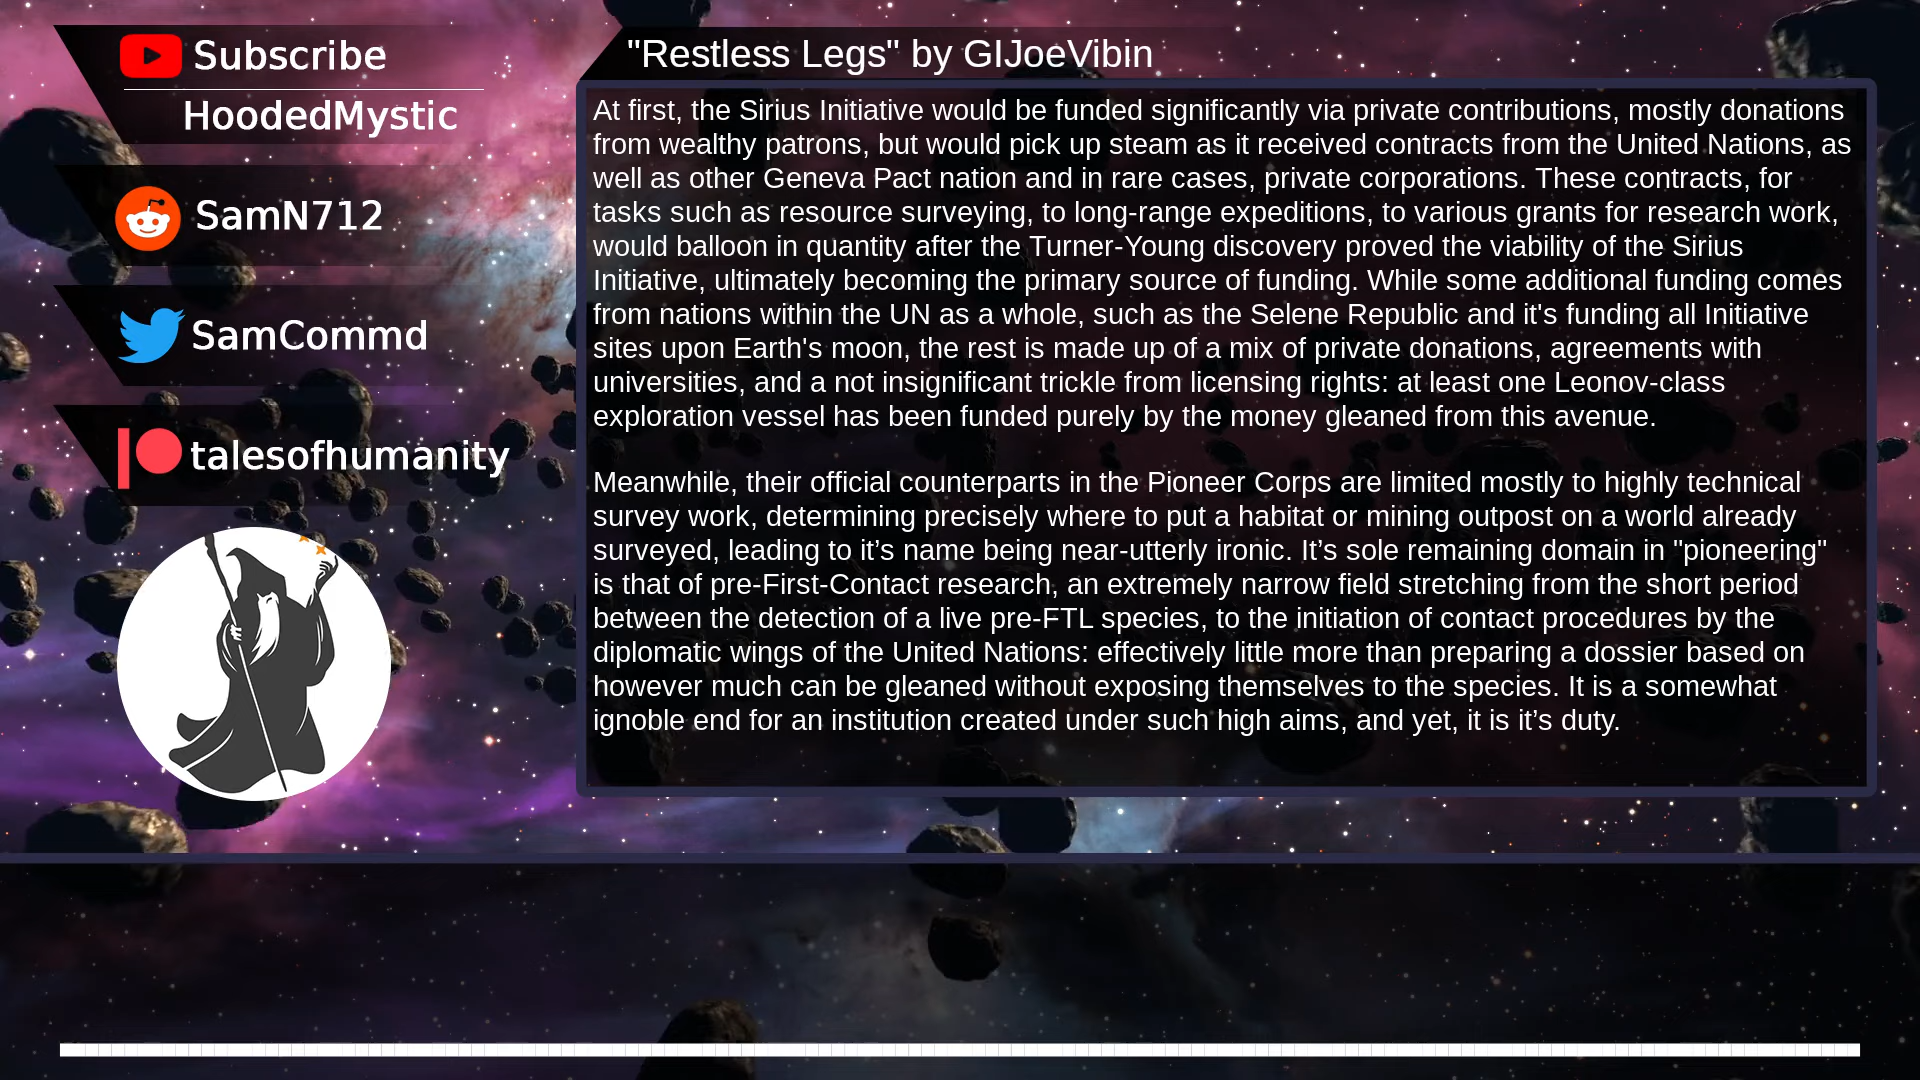 Subscribe
HoodedMystic
SamN712
SamCommd
talesofhumanity
"Restless Legs" by GIJoeVibin
At first, the Sirius Initiative would be funded significantly via private contributions, mostly donations
from wealthy patrons, but would pick up steam as it received contracts from the United Nations, as
well as other Geneva Pact nation and in rare cases, private corporations. These contracts, for
tasks such as resource surveying, to long-range expeditions, to various grants for research work,
would balloon in quantity after the Turner-Young discovery proved the viability of the Sirius
Initiative, ultimately becoming the primary source of funding. While some additional funding comes
from nations within the UN as a whole, such as the Selene Republic and it's funding all Initiative
sites upon Earth's moon, the rest is made up of a mix of private donations, agreements with
universities, and a not insignificant trickle from licensing rights: at least one Leonov-class
exploration vessel has been funded purely by the money gleaned from this avenue.
Meanwhile, their official counterparts in the Pioneer Corps are limited mostly to highly technical
survey work, determining precisely where to put a habitat or mining outpost on a world already
surveyed, leading to it’s name being near-utterly ironic. It’s sole remaining domain in "pioneering"
is that of pre-First-Contact research, an extremely narrow field stretching from the short period
between the detection of a live pre-FTL species, to the initiation of contact procedures by the
diplomatic wings of the United Nations: effectively little more than preparing a dossier based on
however much can be gleaned without exposing themselves to the species. It is a somewhat
ignoble end for an institution created under such high aims, and yet, it is it’s duty.